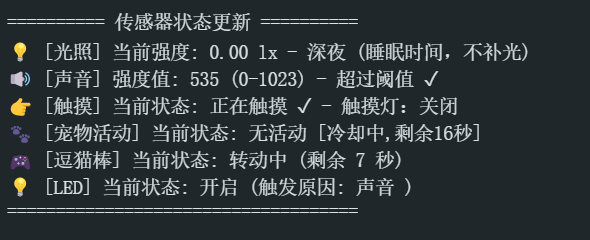 ========== 传感器状态更新 ==========
💡 [光照] 当前强度: 0.00 lx - 深夜 (睡眠时间，不补光)
🔊 [声音] 强度值: 535 (0-1023) - 超过阈值 ✓
👉 [触摸] 当前状态: 正在触摸 ✓ - 触摸灯：关闭
🐾 [宠物活动] 当前状态: 无活动 [冷却中,剩余16秒]
🎮 [逗猫棒] 当前状态: 转动中 (剩余 7 秒)
💡 [LED] 当前状态: 开启 (触发原因: 声音 )
====================================